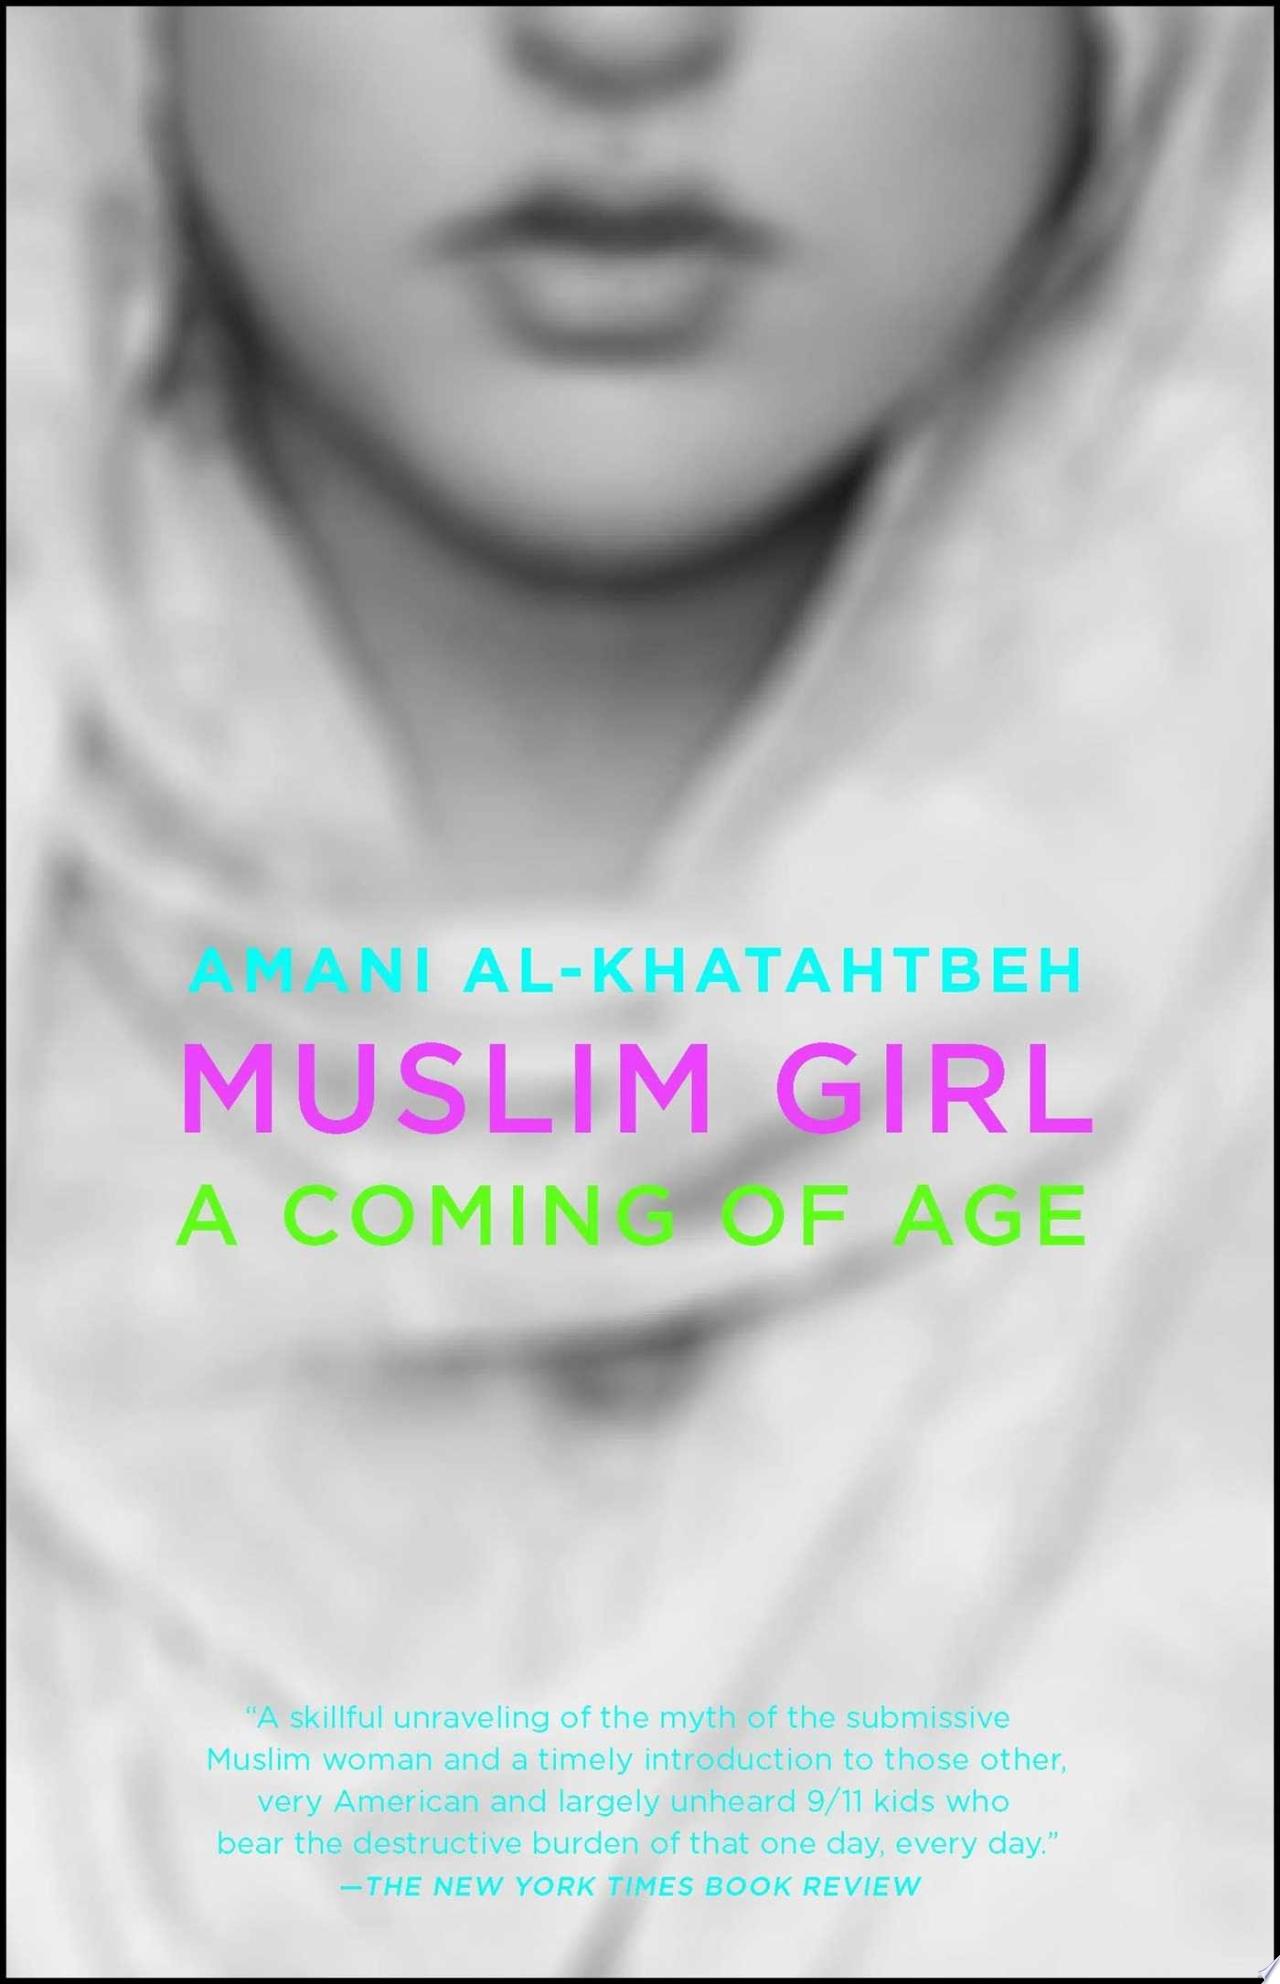 AMANI AL-KHATAHTBEH
MUSLIM GIRL
A COMING OF AGE
“A skillful unraveling of the myth of the submissive
Muslim woman and a timely introduction to those other,
very American and largely unheard 9/11 kids who
bear the destructive burden of that one day, every day.”
—THE NEW YORK TIMES BOOK REVIEW